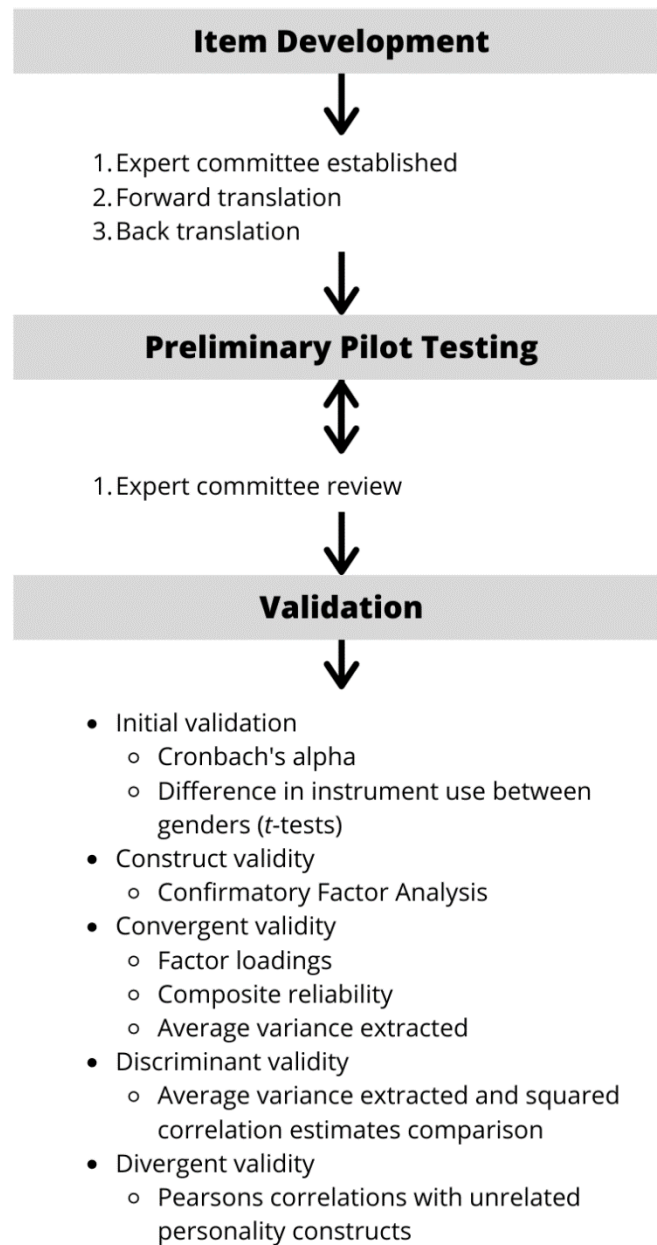 Item Development
1. Expert committee established
2. Forward translation
3. Back translation
Preliminary Pilot Testing
1. Expert committee review
Validation
• Initial validation
◦ Cronbach's alpha
◦ Difference in instrument use between
genders (t-tests)
• Construct validity
◦ Confirmatory Factor Analysis
• Convergent validity
◦ Factor loadings
◦ Composite reliability
◦ Average variance extracted
• Discriminant validity
◦ Average variance extracted and squared
correlation estimates comparison
• Divergent validity
◦ Pearsons correlations with unrelated
personality constructs